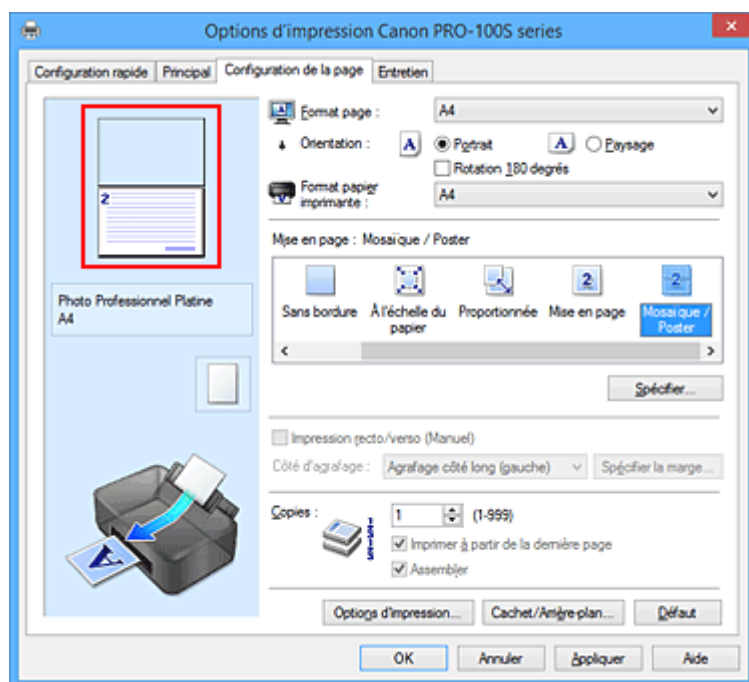 Options d'impression Canon PRO-100S series
Configuration rapide Principal Configuration de la page Entretien
Format page : A4
Orientation : A Portrait A Paysage
Rotation 180 degrés
Format papier imprimante : A4
2
Photo Professionnel Platine
A4
Mise en page : Mosaïque / Poster
2 2
Sans bordure À l'échelle du papier Proportionnée Mise en page Mosaïque / Poster
Spécifier...
Impression recto/verso (Manuel)
Côté d'agrafage : Agrafage côté long (gauche) Spécifier la marge...
Copies : 1 (1-999)
Imprimer à partir de la dernière page
Assembler
A
Options d'impression... Cachet/Arrière-plan... Défaut
OK Annuler Appliquer Aide